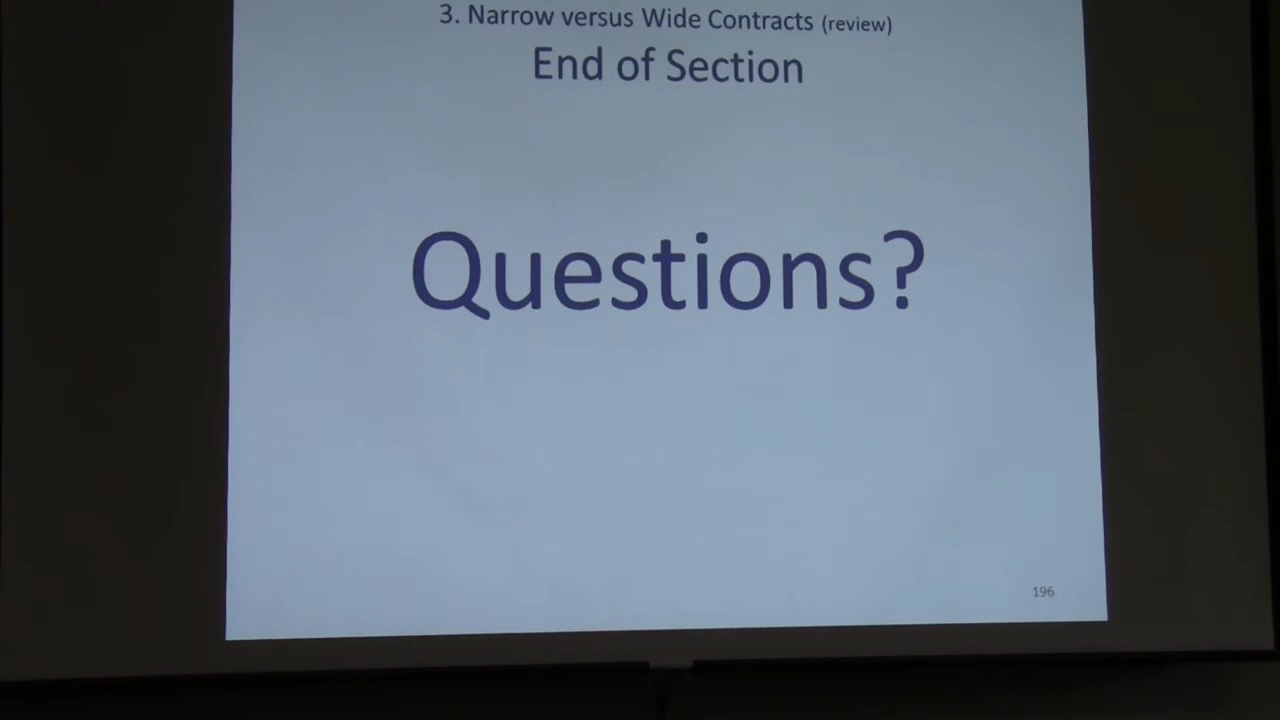 3. Narrow versus Wide Contracts (review)
End of Section
Questions?
196